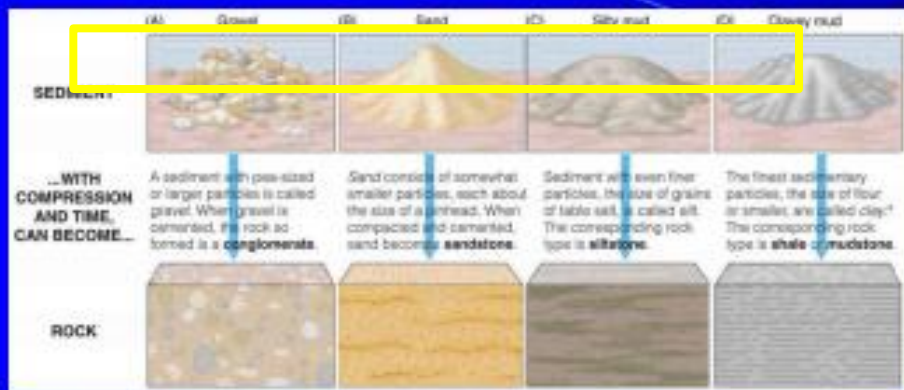 (A) Gravel (B) Sand (C) Silty mud (D) Clayey mud
SEDIMENT
...WITH
COMPRESSION
AND TIME,
CAN BECOME...
A sediment with pea-sized
or larger particles is called
gravel. When gravel is
cemented, the rock so
formed is a conglomerate.
Sand consists of somewhat
smaller particles, each about
the size of a pinhead. When
compacted and cemented,
sand becomes sandstone.
Sediment with even finer
particles, the size of grains
of table salt, is called silt.
The corresponding rock
type is siltstone.
The finest sedimentary
particles, the size of flour
or smaller, are called clay.*
The corresponding rock
type is shale or mudstone.
ROCK